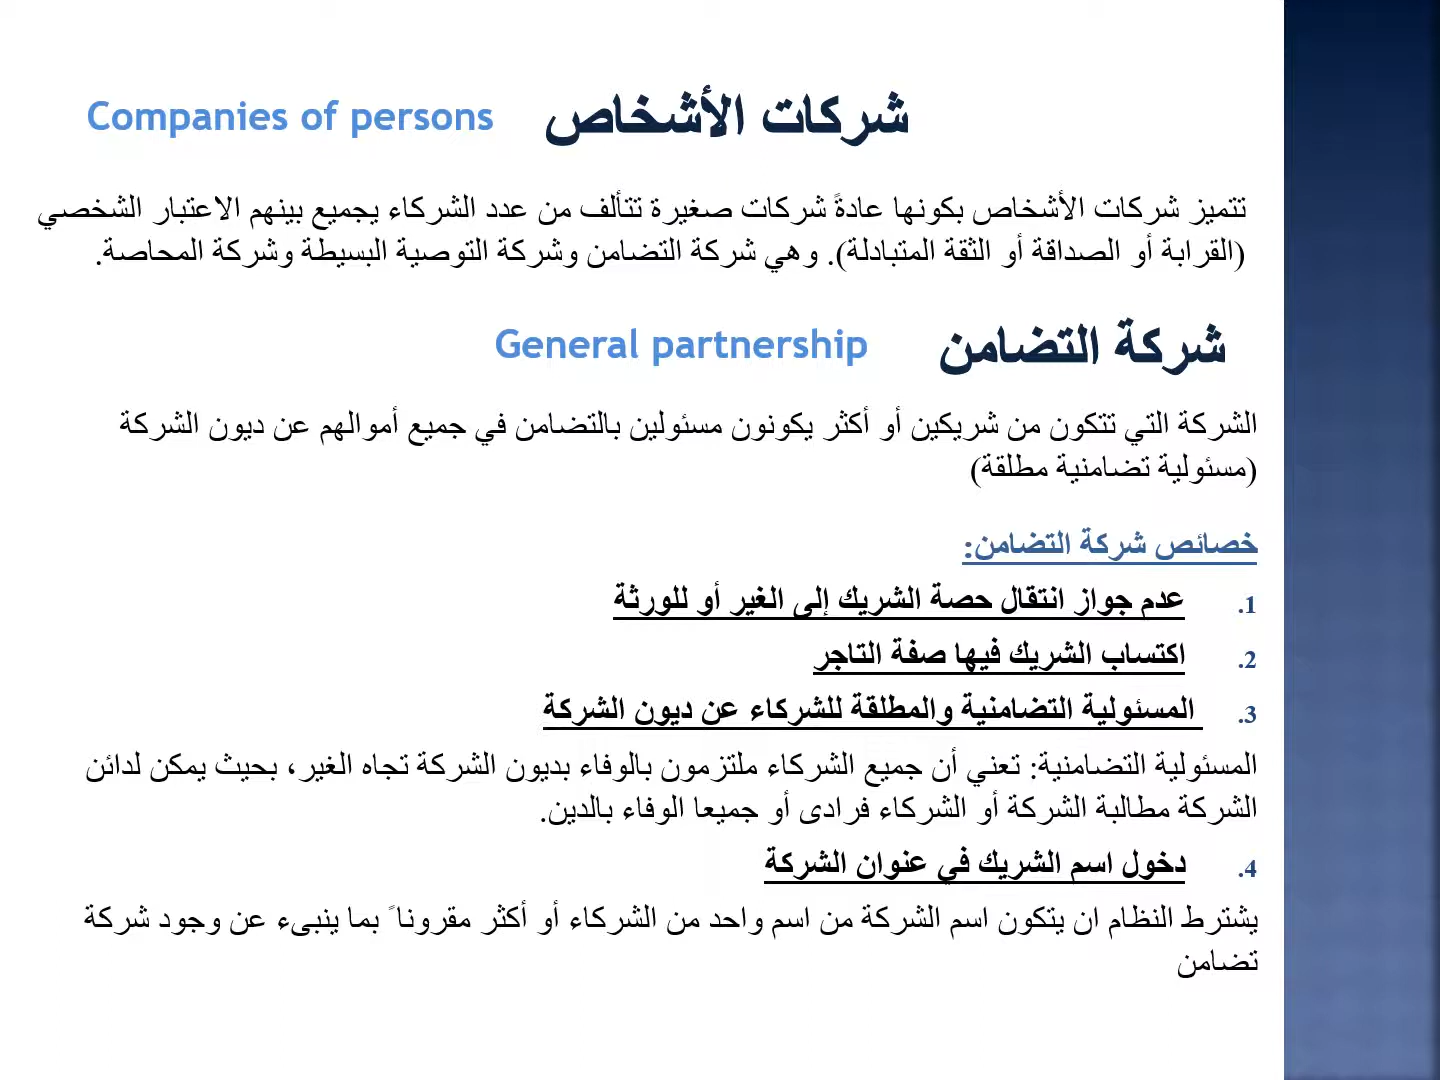 شركات الأشخاص Companies of persons
تتميز شركات الأشخاص بكونها عادةً شركات صغيرة تتألف من عدد الشركاء يجميع بينهم الاعتبار الشخصي
(القرابة أو الصداقة أو الثقة المتبادلة). وهي شركة التضامن وشركة التوصية البسيطة وشركة المحاصة.
شركة التضامن General partnership
الشركة التي تتكون من شريكين أو أكثر يكونون مسئولين بالتضامن في جميع أموالهم عن ديون الشركة
(مسئولية تضامنية مطلقة)
خصائص شركة التضامن:
1. عدم جواز انتقال حصة الشريك إلى الغير أو للورثة
2. اكتساب الشريك فيها صفة التاجر
3. المسئولية التضامنية والمطلقة للشركاء عن ديون الشركة
المسئولية التضامنية: تعني أن جميع الشركاء ملتزمون بالوفاء بديون الشركة تجاه الغير، بحيث يمكن لدائن
الشركة مطالبة الشركة أو الشركاء فرادى أو جميعا الوفاء بالدين.
4. دخول اسم الشريك في عنوان الشركة
يشترط النظام ان يتكون اسم الشركة من اسم واحد من الشركاء أو أكثر مقروناً بما ينبىء عن وجود شركة
تضامن